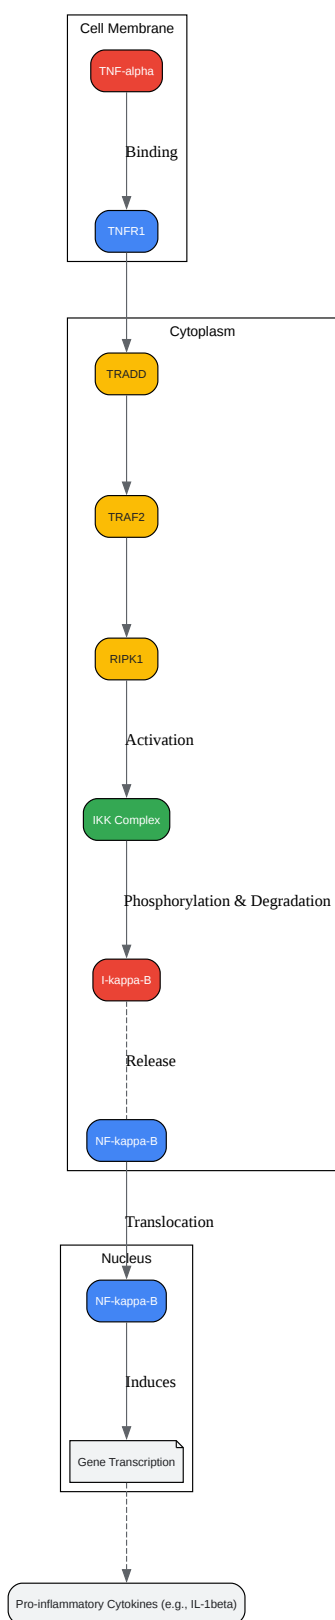 Cell Membrane
TNF-alpha
Binding
TNFR1
Cytoplasm
TRADD
TRAF2
RIPK1
Activation
IKK Complex
Phosphorylation & Degradation
I-kappa-B
Release
NF-kappa-B
Translocation
Nucleus
NF-kappa-B
Induces
Gene Transcription
Pro-inflammatory Cytokines (e.g., IL-1beta)